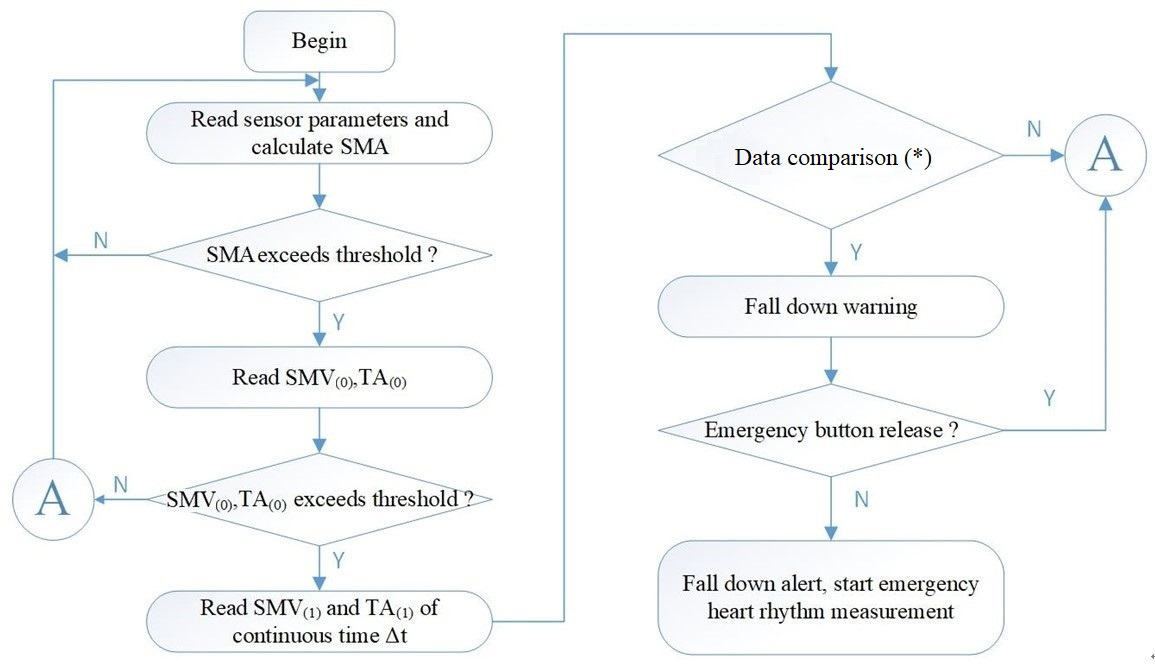 Begin
Read sensor parameters and
calculate SMA
SMA exceeds threshold ?
N
Y
Read SMV(0),TA(0)
SMV(0),TA(0) exceeds threshold ?
N
A
Y
Read SMV(1) and TA(1) of
continuous time Δt
Data comparison (*)
N
A
Y
Fall down warning
Emergency button release ?
Y
N
Fall down alert, start emergency
heart rhythm measurement